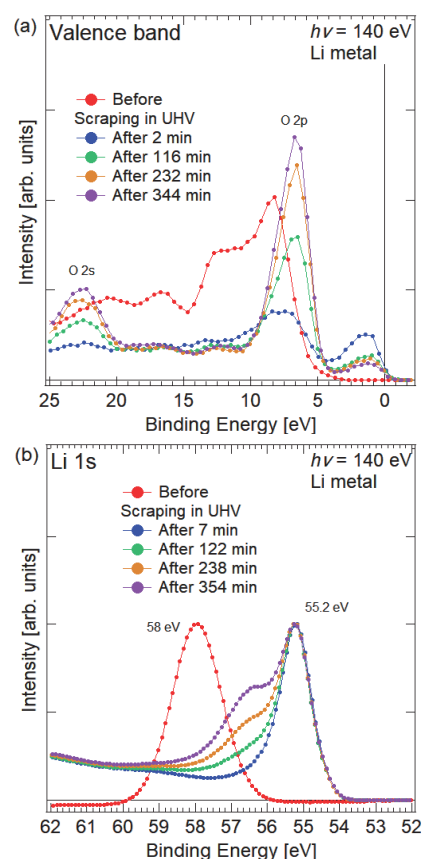 (a)
Valence band
hν = 140 eV
Li metal
Before
Scraping in UHV
After 2 min
After 116 min
After 232 min
After 344 min
O 2p
O 2s
Intensity [arb. units]
25 20 15 10 5 0
Binding Energy [eV]
(b)
Li 1s
hν = 140 eV
Li metal
Before
Scraping in UHV
After 7 min
After 122 min
After 238 min
After 354 min
58 eV
55.2 eV
Intensity [arb. units]
62 61 60 59 58 57 56 55 54 53 52
Binding Energy [eV]